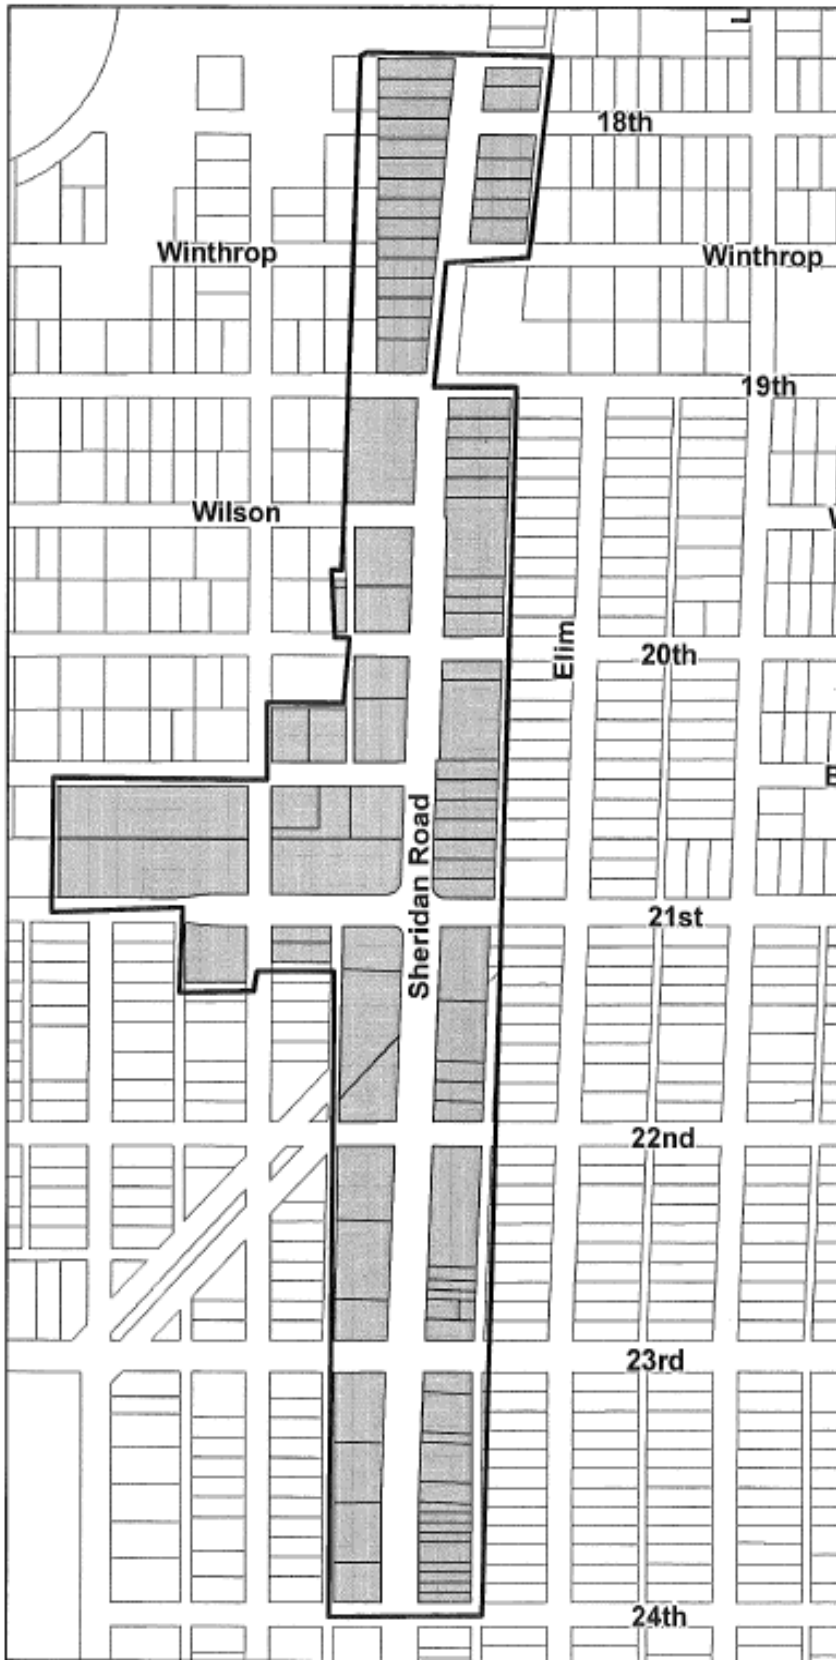 18th
Winthrop
Winthrop
19th
Wilson
Elim
20th
Sheridan Road
21st
22nd
23rd
24th